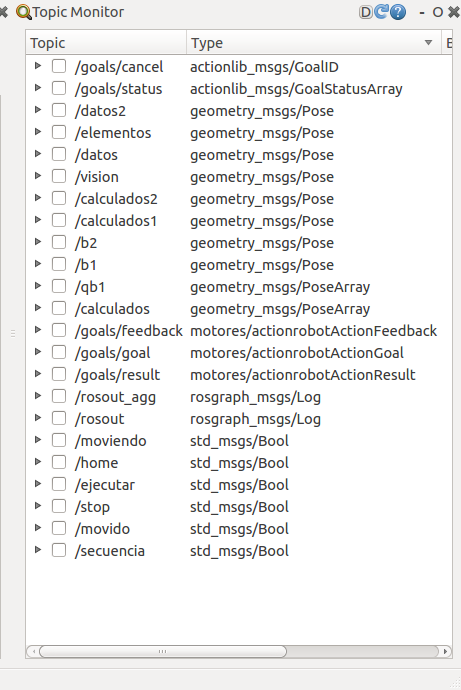 Topic Monitor D ? - O
Topic Type B
/goals/cancel actionlib_msgs/GoalID
/goals/status actionlib_msgs/GoalStatusArray
/datos2 geometry_msgs/Pose
/elementos geometry_msgs/Pose
/datos geometry_msgs/Pose
/vision geometry_msgs/Pose
/calculados2 geometry_msgs/Pose
/calculados1 geometry_msgs/Pose
/b2 geometry_msgs/Pose
/b1 geometry_msgs/Pose
/qb1 geometry_msgs/PoseArray
/calculados geometry_msgs/PoseArray
/goals/feedback motores/actionrobotActionFeedback
/goals/goal motores/actionrobotActionGoal
/goals/result motores/actionrobotActionResult
/rosout_agg rosgraph_msgs/Log
/rosout rosgraph_msgs/Log
/moviendo std_msgs/Bool
/home std_msgs/Bool
/ejecutar std_msgs/Bool
/stop std_msgs/Bool
/movido std_msgs/Bool
/secuencia std_msgs/Bool